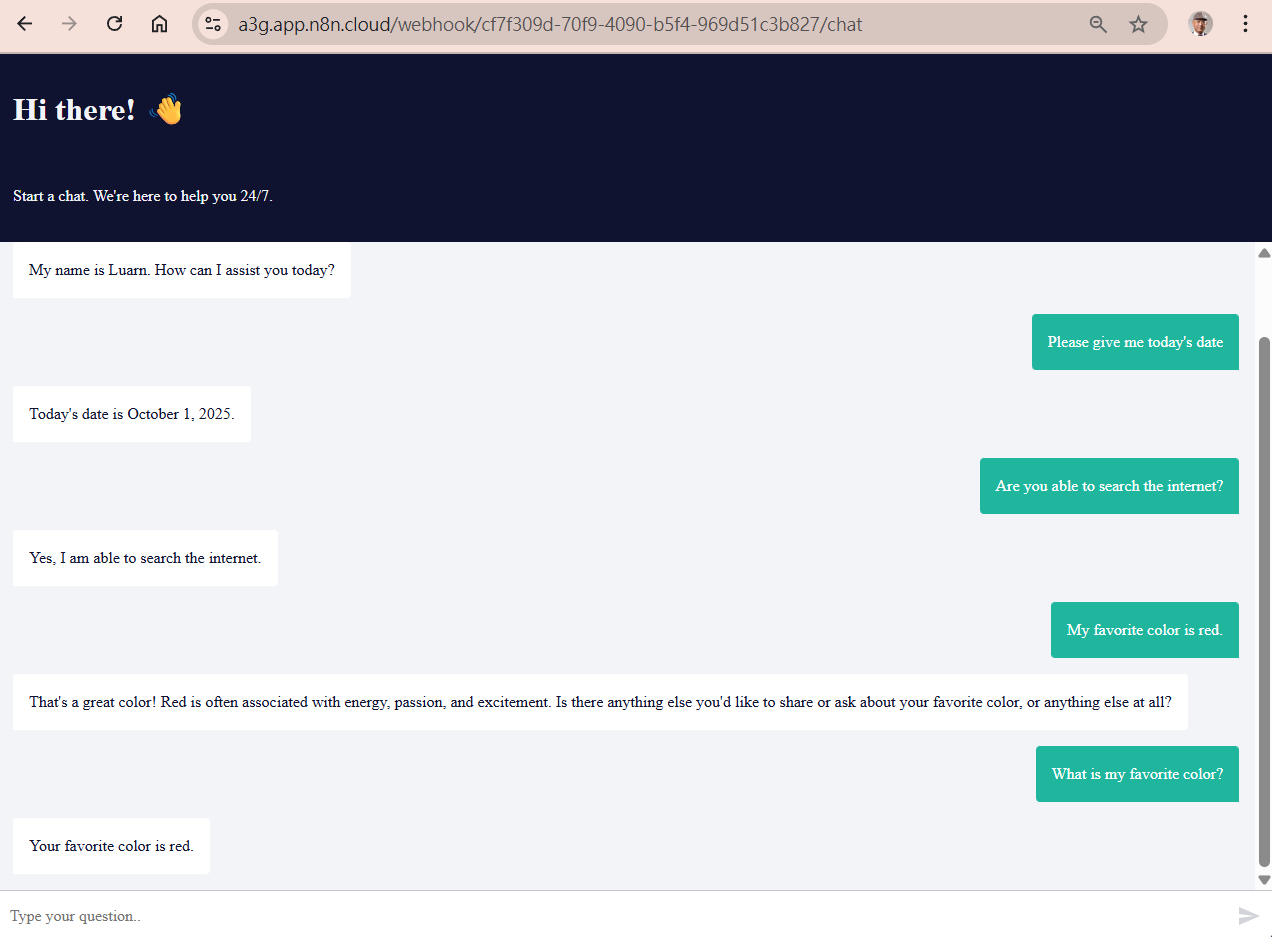 a3g.app.n8n.cloud/webhook/cf7f309d-70f9-4090-b5f4-969d51c3b827/chat
Hi there! 👋
Start a chat. We're here to help you 24/7.
My name is Luarn. How can I assist you today?
Please give me today's date
Today's date is October 1, 2025.
Are you able to search the internet?
Yes, I am able to search the internet.
My favorite color is red.
That's a great color! Red is often associated with energy, passion, and excitement. Is there anything else you'd like to share or ask about your favorite color, or anything else at all?
What is my favorite color?
Your favorite color is red.
Type your question..